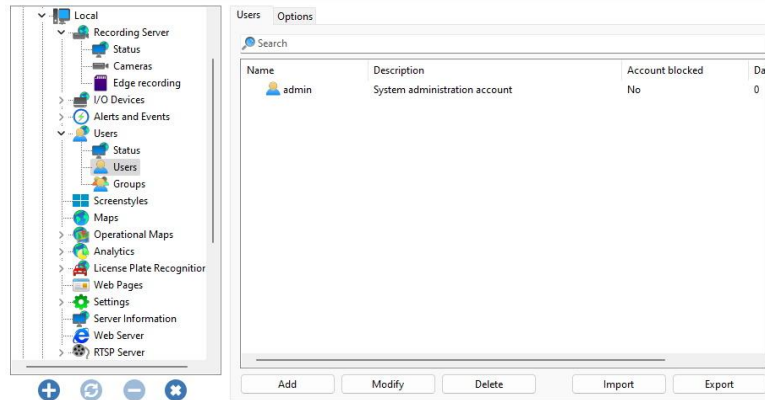 Local
Recording Server
Status
Cameras
Edge recording
I/O Devices
Alerts and Events
Users
Status
Users
Groups
Screenstyles
Maps
Operational Maps
Analytics
License Plate Recognition
Web Pages
Settings
Server Information
Web Server
RTSP Server
Users Options
Search
Name Description Account blocked Da
admin System administration account No 0
Add Modify Delete Import Export